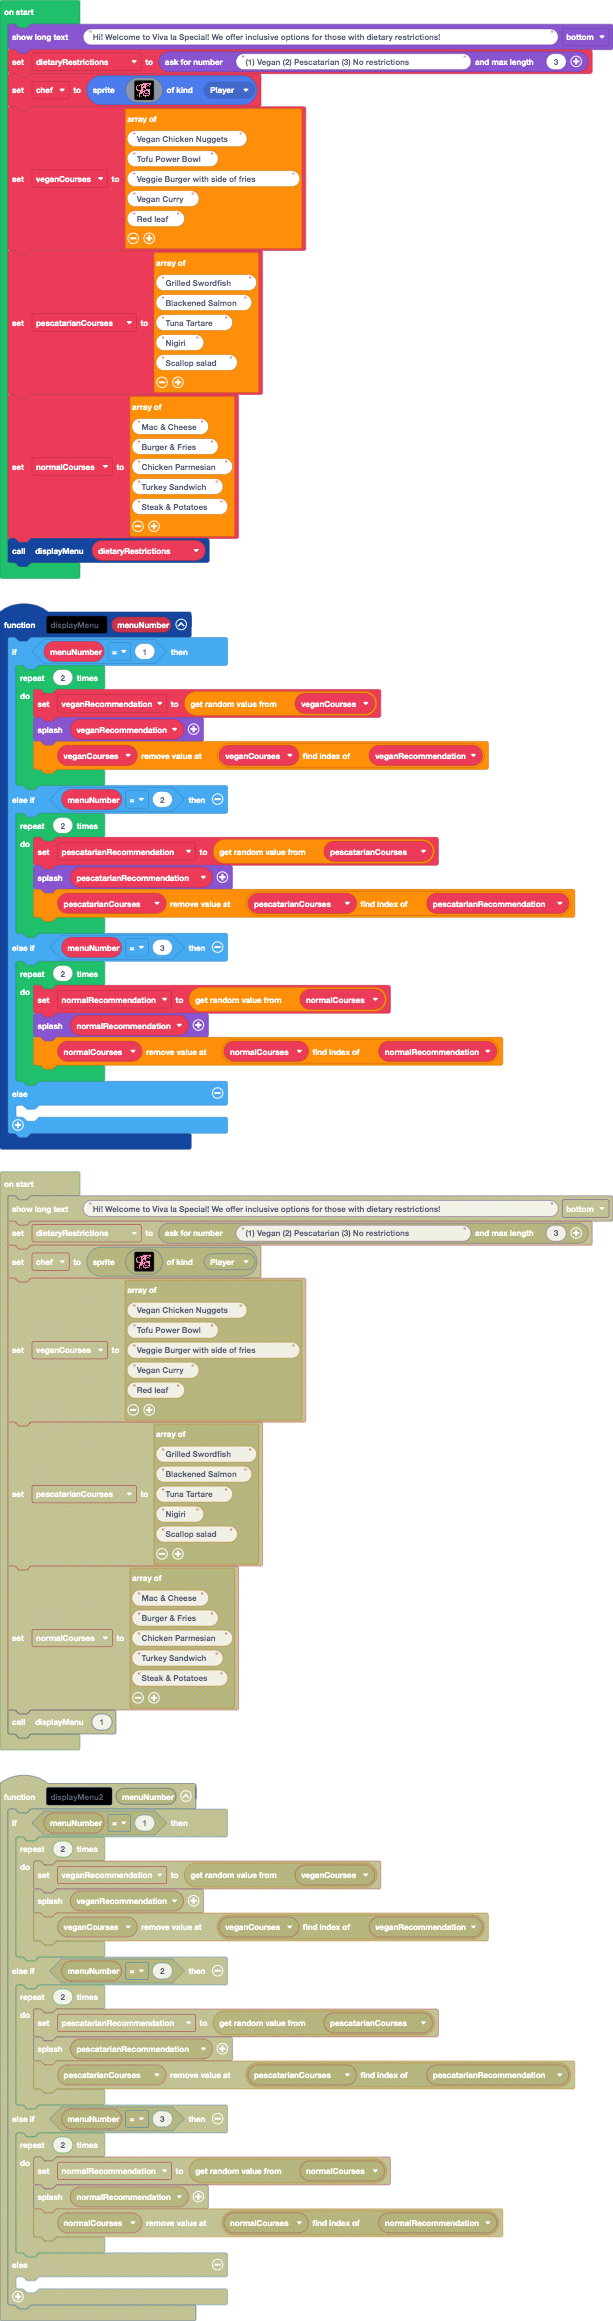 on start
show long text " Hi! Welcome to Viva la Special! We offer inclusive options for those with dietary restrictions! " bottom
set dietaryRestrictions to ask for number " (1) Vegan (2) Pescatarian (3) No restrictions " and max length 3
set chef to sprite of kind Player
array of
" Vegan Chicken Nuggets "
" Tofu Power Bowl "
" Veggie Burger with side of fries "
set veganCourses to
" Vegan Curry "
" Red leaf "
array of
" Grilled Swordfish "
" Blackened Salmon "
" Tuna Tartare "
set pescatarianCourses to
" Nigiri "
" Scallop salad "
array of
" Mac & Cheese "
" Burger & Fries "
" Chicken Parmesian "
set normalCourses to
" Turkey Sandwich "
" Steak & Potatoes "
call displayMenu dietaryRestrictions
function displayMenu menuNumber
if menuNumber = 1 then
repeat 2 times
do set veganRecommendation to get random value from veganCourses
splash veganRecommendation
veganCourses remove value at veganCourses find index of veganRecommendation
else if menuNumber = 2 then
repeat 2 times
do set pescatarianRecommendation to get random value from pescatarianCourses
splash pescatarianRecommendation
pescatarianCourses remove value at pescatarianCourses find index of pescatarianRecommendation
else if menuNumber = 3 then
repeat 2 times
do set normalRecommendation to get random value from normalCourses
splash normalRecommendation
normalCourses remove value at normalCourses find index of normalRecommendation
else
on start
show long text " Hi! Welcome to Viva la Special! We offer inclusive options for those with dietary restrictions! " bottom
set dietaryRestrictions to ask for number " (1) Vegan (2) Pescatarian (3) No restrictions " and max length 3
set chef to sprite of kind Player
array of
" Vegan Chicken Nuggets "
" Tofu Power Bowl "
" Veggie Burger with side of fries "
set veganCourses to
" Vegan Curry "
" Red leaf "
array of
" Grilled Swordfish "
" Blackened Salmon "
" Tuna Tartare "
set pescatarianCourses to
" Nigiri "
" Scallop salad "
array of
" Mac & Cheese "
" Burger & Fries "
" Chicken Parmesian "
set normalCourses to
" Turkey Sandwich "
" Steak & Potatoes "
call displayMenu 1
function displayMenu2 menuNumber
if menuNumber = 1 then
repeat 2 times
do set veganRecommendation to get random value from veganCourses
splash veganRecommendation
veganCourses remove value at veganCourses find index of veganRecommendation
else if menuNumber = 2 then
repeat 2 times
do set pescatarianRecommendation to get random value from pescatarianCourses
splash pescatarianRecommendation
pescatarianCourses remove value at pescatarianCourses find index of pescatarianRecommendation
else if menuNumber = 3 then
repeat 2 times
do set normalRecommendation to get random value from normalCourses
splash normalRecommendation
normalCourses remove value at normalCourses find index of normalRecommendation
else